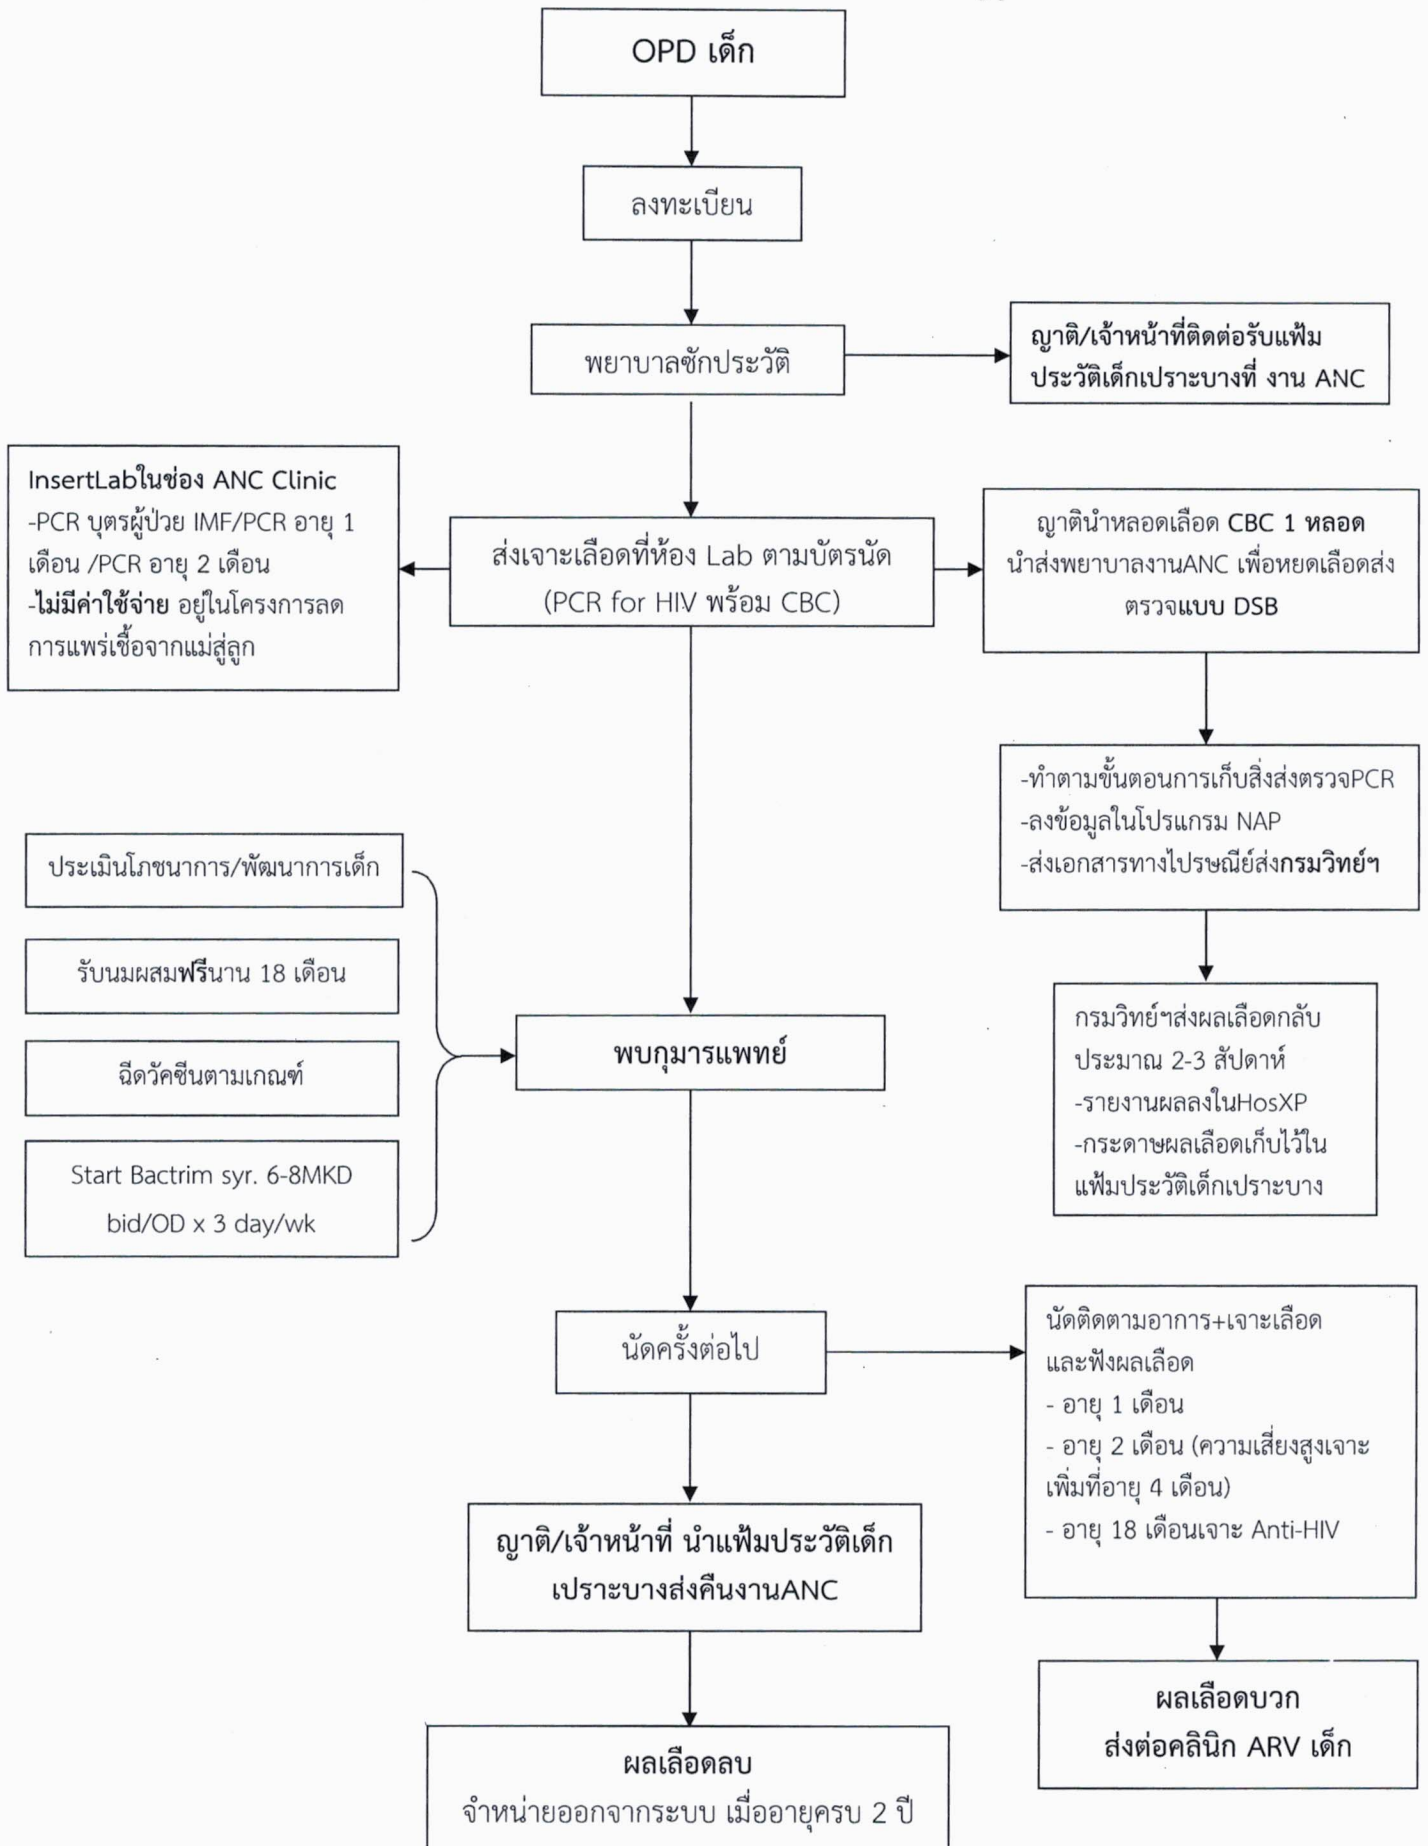 OPD เด็ก
ลงทะเบียน
พยาบาลซักประวัติ
ญาติ/เจ้าหน้าที่ติดต่อรับแฟ้ม
ประวัติเด็กเปราะบางที่ งาน ANC
InsertLabในช่อง ANC Clinic
-PCR บุตรผู้ป่วย IMF/PCR อายุ 1
เดือน /PCR อายุ 2 เดือน
-ไม่มีค่าใช้จ่าย อยู่ในโครงการลด
การแพร่เชื้อจากแม่สู่ลูก
ส่งเจาะเลือดที่ห้อง Lab ตามบัตรนัด
(PCR for HIV พร้อม CBC)
ญาตินำหลอดเลือด CBC 1 หลอด
นำส่งพยาบาลงานANC เพื่อหยดเลือดส่ง
ตรวจแบบ DSB
-ทำตามขั้นตอนการเก็บสิ่งส่งตรวจPCR
-ลงข้อมูลในโปรแกรม NAP
-ส่งเอกสารทางไปรษณีย์ส่งกรมวิทย์ฯ
ประเมินโภชนาการ/พัฒนาการเด็ก
รับนมผสมฟรีนาน 18 เดือน
ฉีดวัคซีนตามเกณฑ์
Start Bactrim syr. 6-8MKD
bid/OD x 3 day/wk
พบกุมารแพทย์
กรมวิทย์ฯส่งผลเลือดกลับ
ประมาณ 2-3 สัปดาห์
-รายงานผลลงในHosXP
-กระดาษผลเลือดเก็บไว้ใน
แฟ้มประวัติเด็กเปราะบาง
นัดครั้งต่อไป
นัดติดตามอาการ+เจาะเลือด
และฟังผลเลือด
- อายุ 1 เดือน
- อายุ 2 เดือน (ความเสี่ยงสูงเจาะ
เพิ่มที่อายุ 4 เดือน)
- อายุ 18 เดือนเจาะ Anti-HIV
ญาติ/เจ้าหน้าที่ นำแฟ้มประวัติเด็ก
เปราะบางส่งคืนงานANC
ผลเลือดบวก
ส่งต่อคลินิก ARV เด็ก
ผลเลือดลบ
จำหน่ายออกจากระบบ เมื่ออายุครบ 2 ปี